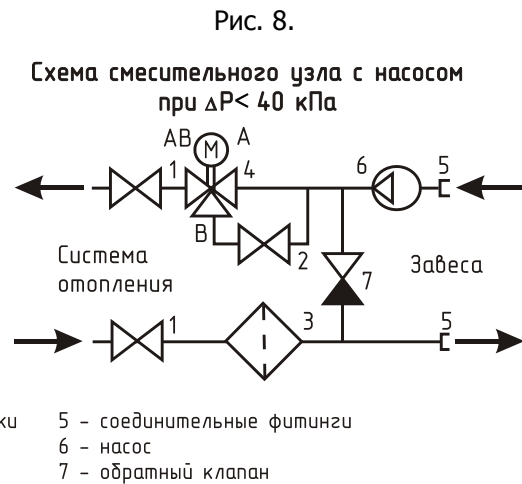 Рис. 8.
Схема смесительного узла с насосом
при ΔP< 40 кПа
AB M A
1 4 6 5
B
2
Система
отопления
Завеса
7
1 3 5
ки 5 – соединительные фитинги
6 – насос
7 – обратный клапан